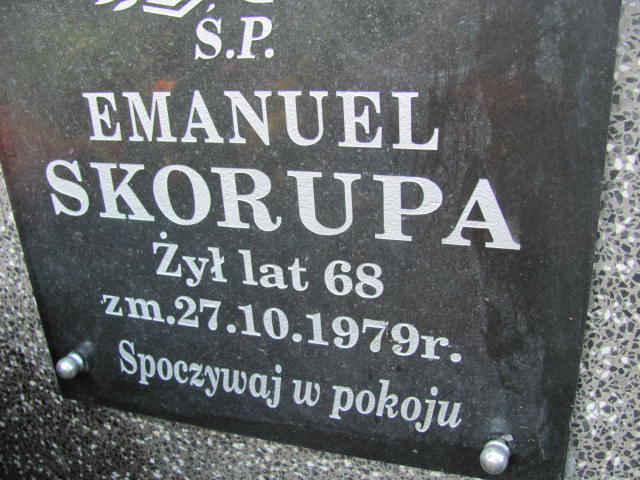 Ś.P.
EMANUEL
SKORUPA
Żył lat 68
zm.27.10.1979r.
Spoczywaj w pokoju